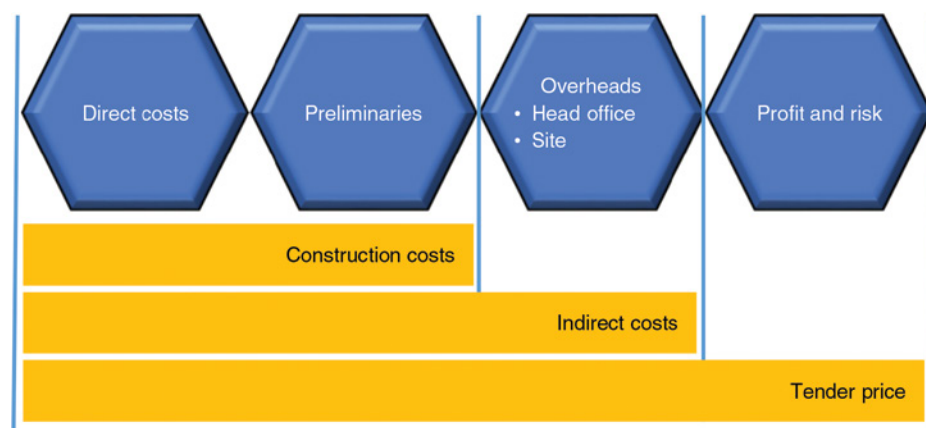 Direct costs
Preliminaries
Overheads
• Head office
• Site
Profit and risk
Construction costs
Indirect costs
Tender price